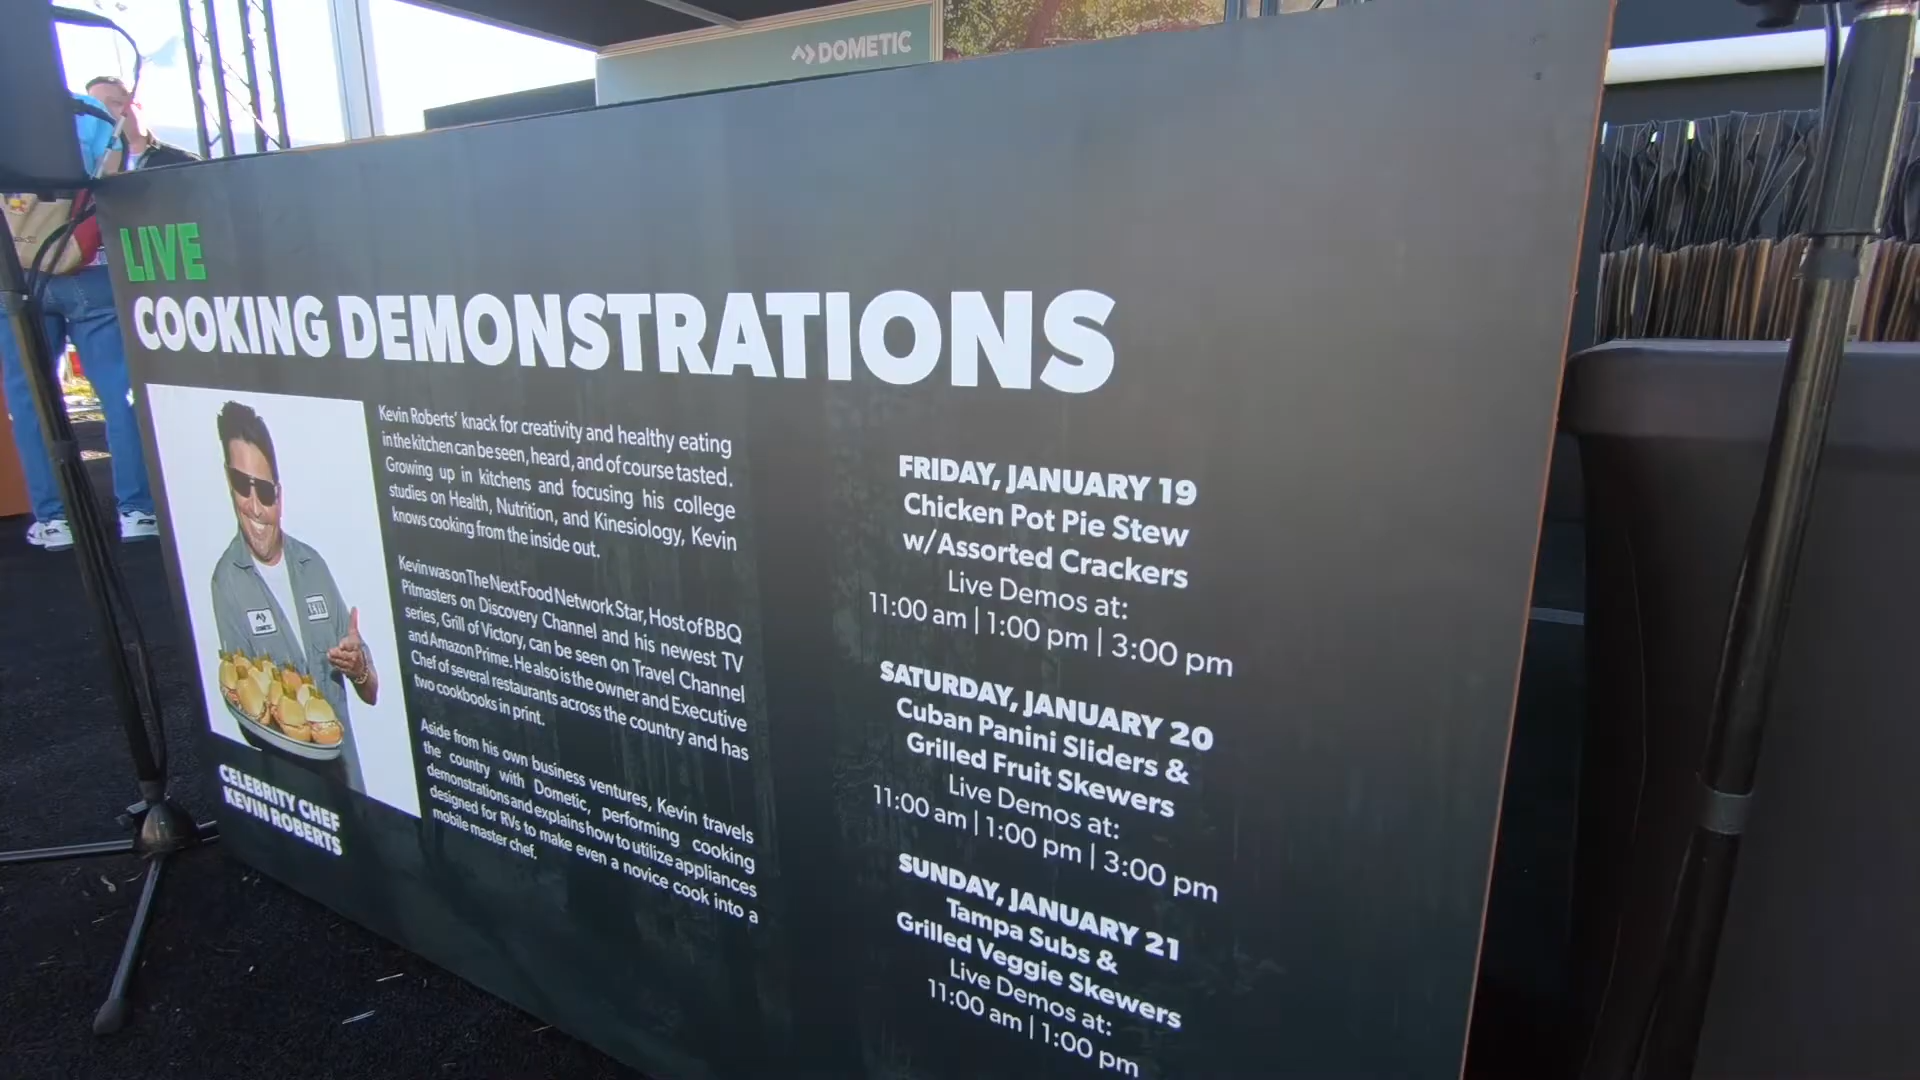 DOMETIC
LIVE
COOKING DEMONSTRATIONS
Kevin Roberts' knack for creativity and healthy eating
in the kitchen can be seen, heard, and of course tasted.
Growing up in kitchens and focusing his college
studies on Health, Nutrition, and Kinesiology, Kevin
knows cooking from the inside out.
Kevin was on The Next Food Network Star, Host of BBQ
Pitmasters on Discovery Channel and his newest TV
series, Grill of Victory, can be seen on Travel Channel
and Amazon Prime. He also is the owner and Executive
Chef of several restaurants across the country and has
two cookbooks in print.
Aside from his own business ventures, Kevin travels
the country with Dometic, performing cooking
demonstrations and explains how to utilize appliances
designed for RVs to make even a novice cook into a
mobile master chef.
DOMETIC
CELEBRITY CHEF
KEVIN ROBERTS
FRIDAY, JANUARY 19
Chicken Pot Pie Stew
w/Assorted Crackers
Live Demos at:
11:00 am | 1:00 pm | 3:00 pm
SATURDAY, JANUARY 20
Cuban Panini Sliders &
Grilled Fruit Skewers
Live Demos at:
11:00 am | 1:00 pm | 3:00 pm
SUNDAY, JANUARY 21
Tampa Subs &
Grilled Veggie Skewers
Live Demos at:
11:00 am | 1:00 pm